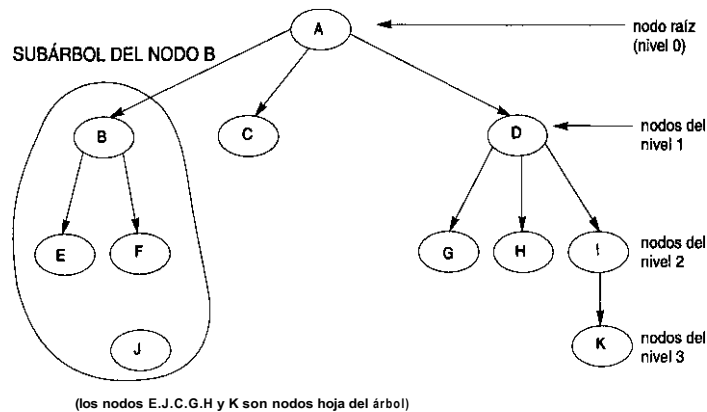 A
nodo raíz
(nivel 0)
SUBÁRBOL DEL NODO B
B
C
D
nodos del
nivel 1
E
F
G
H
I
nodos del
nivel 2
J
K
nodos del
nivel 3
(los nodos E.J.C.G.H y K son nodos hoja del árbol)